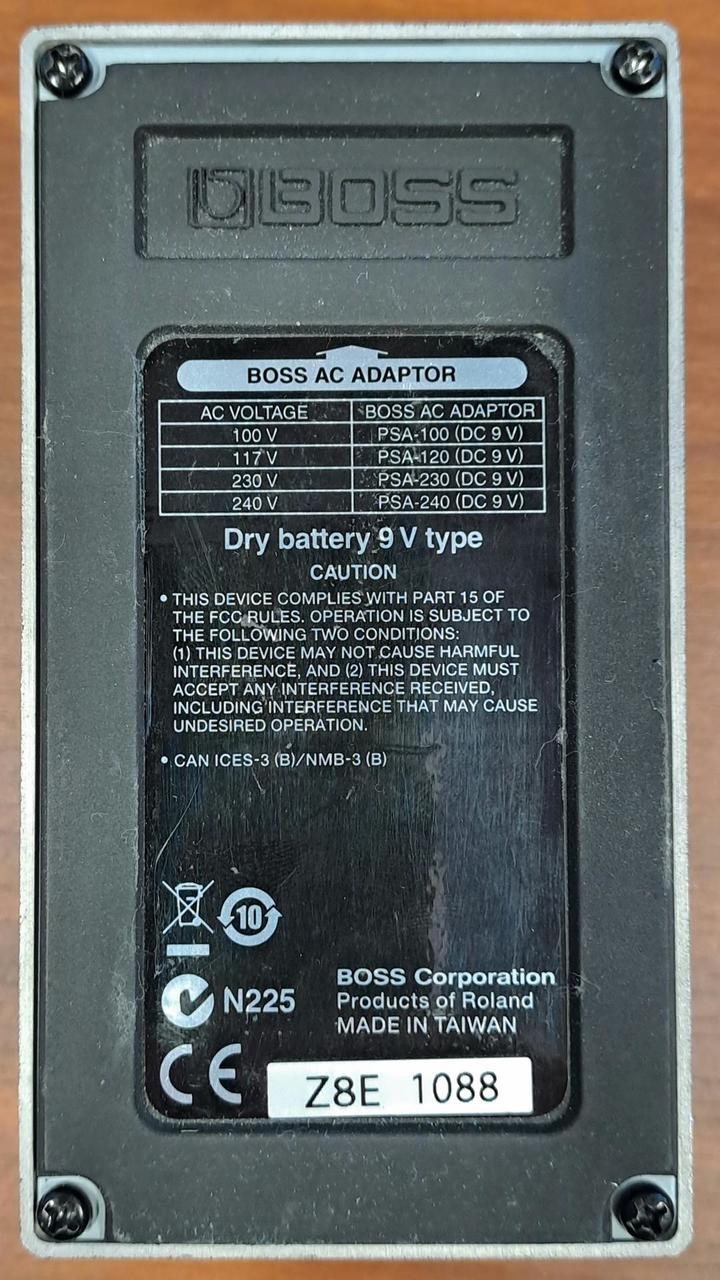 BOSS
BOSS AC ADAPTOR
AC VOLTAGE BOSS AC ADAPTOR
100 V PSA-100 (DC 9 V)
117 V PSA-120 (DC 9 V)
230 V PSA-230 (DC 9 V)
240 V PSA-240 (DC 9 V)
Dry battery 9 V type
CAUTION
• THIS DEVICE COMPLIES WITH PART 15 OF
THE FCC RULES. OPERATION IS SUBJECT TO
THE FOLLOWING TWO CONDITIONS:
(1) THIS DEVICE MAY NOT CAUSE HARMFUL
INTERFERENCE, AND (2) THIS DEVICE MUST
ACCEPT ANY INTERFERENCE RECEIVED,
INCLUDING INTERFERENCE THAT MAY CAUSE
UNDESIRED OPERATION.
• CAN ICES-3 (B)/NMB-3 (B)
10
N225
BOSS Corporation
Products of Roland
MADE IN TAIWAN
CE
Z8E 1088